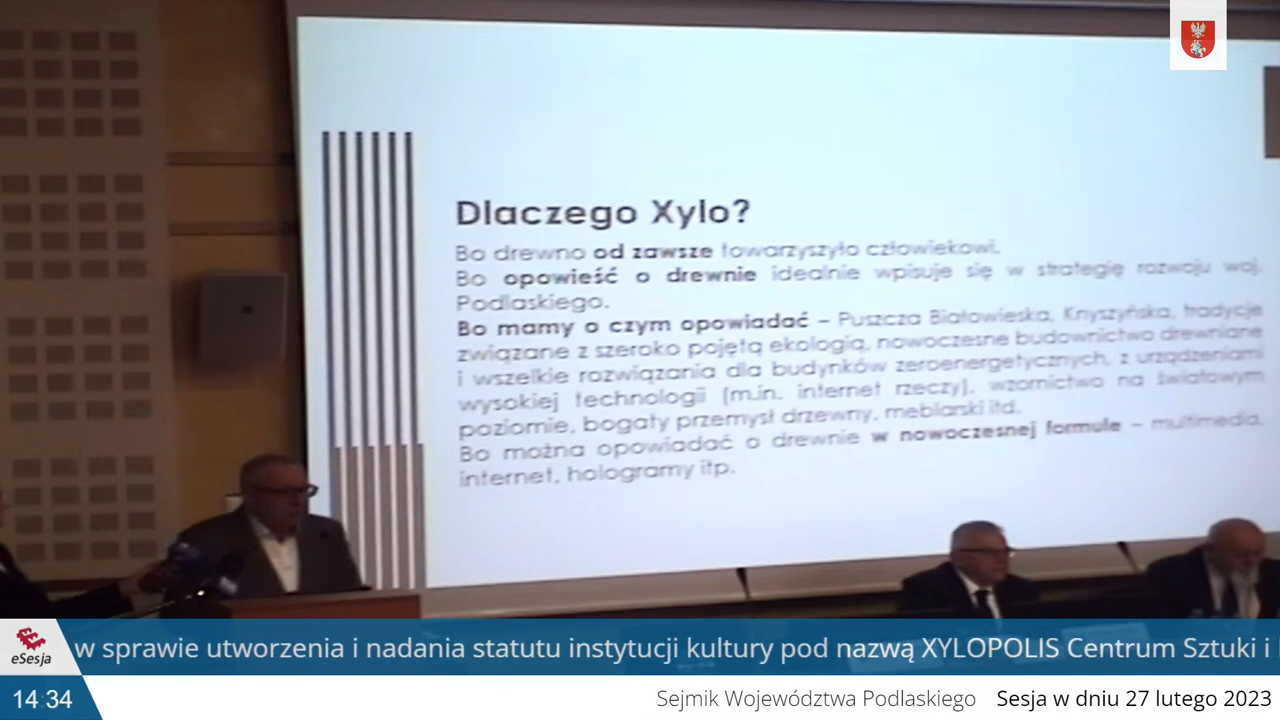 Dlaczego Xylo?
Bo drewno od zawsze towarzyszyło człowiekowi.
Bo opowieść o drewnie idealnie wpisuje się w strategię rozwoju woj.
Podlaskiego.
Bo mamy o czym opowiadać – Puszcza Białowieska, Knyszyńska, tradycje
związane z szeroko pojętą ekologią, nowoczesne budownictwo drewniane
i wszelkie rozwiązania dla budynków zeroenergetycznych, z urządzeniami
wysokiej technologii (m.in. internet rzeczy), wzornictwo na światowym
poziomie, bogaty przemysł drzewny, meblarski itd.
Bo można opowiadać o drewnie w nowoczesnej formule – multimedia,
internet, hologramy itp.
eSesja
w sprawie utworzenia i nadania statutu instytucji kultury pod nazwą XYLOPOLIS Centrum Sztuki i
14:34
Sejmik Województwa Podlaskiego Sesja w dniu 27 lutego 2023